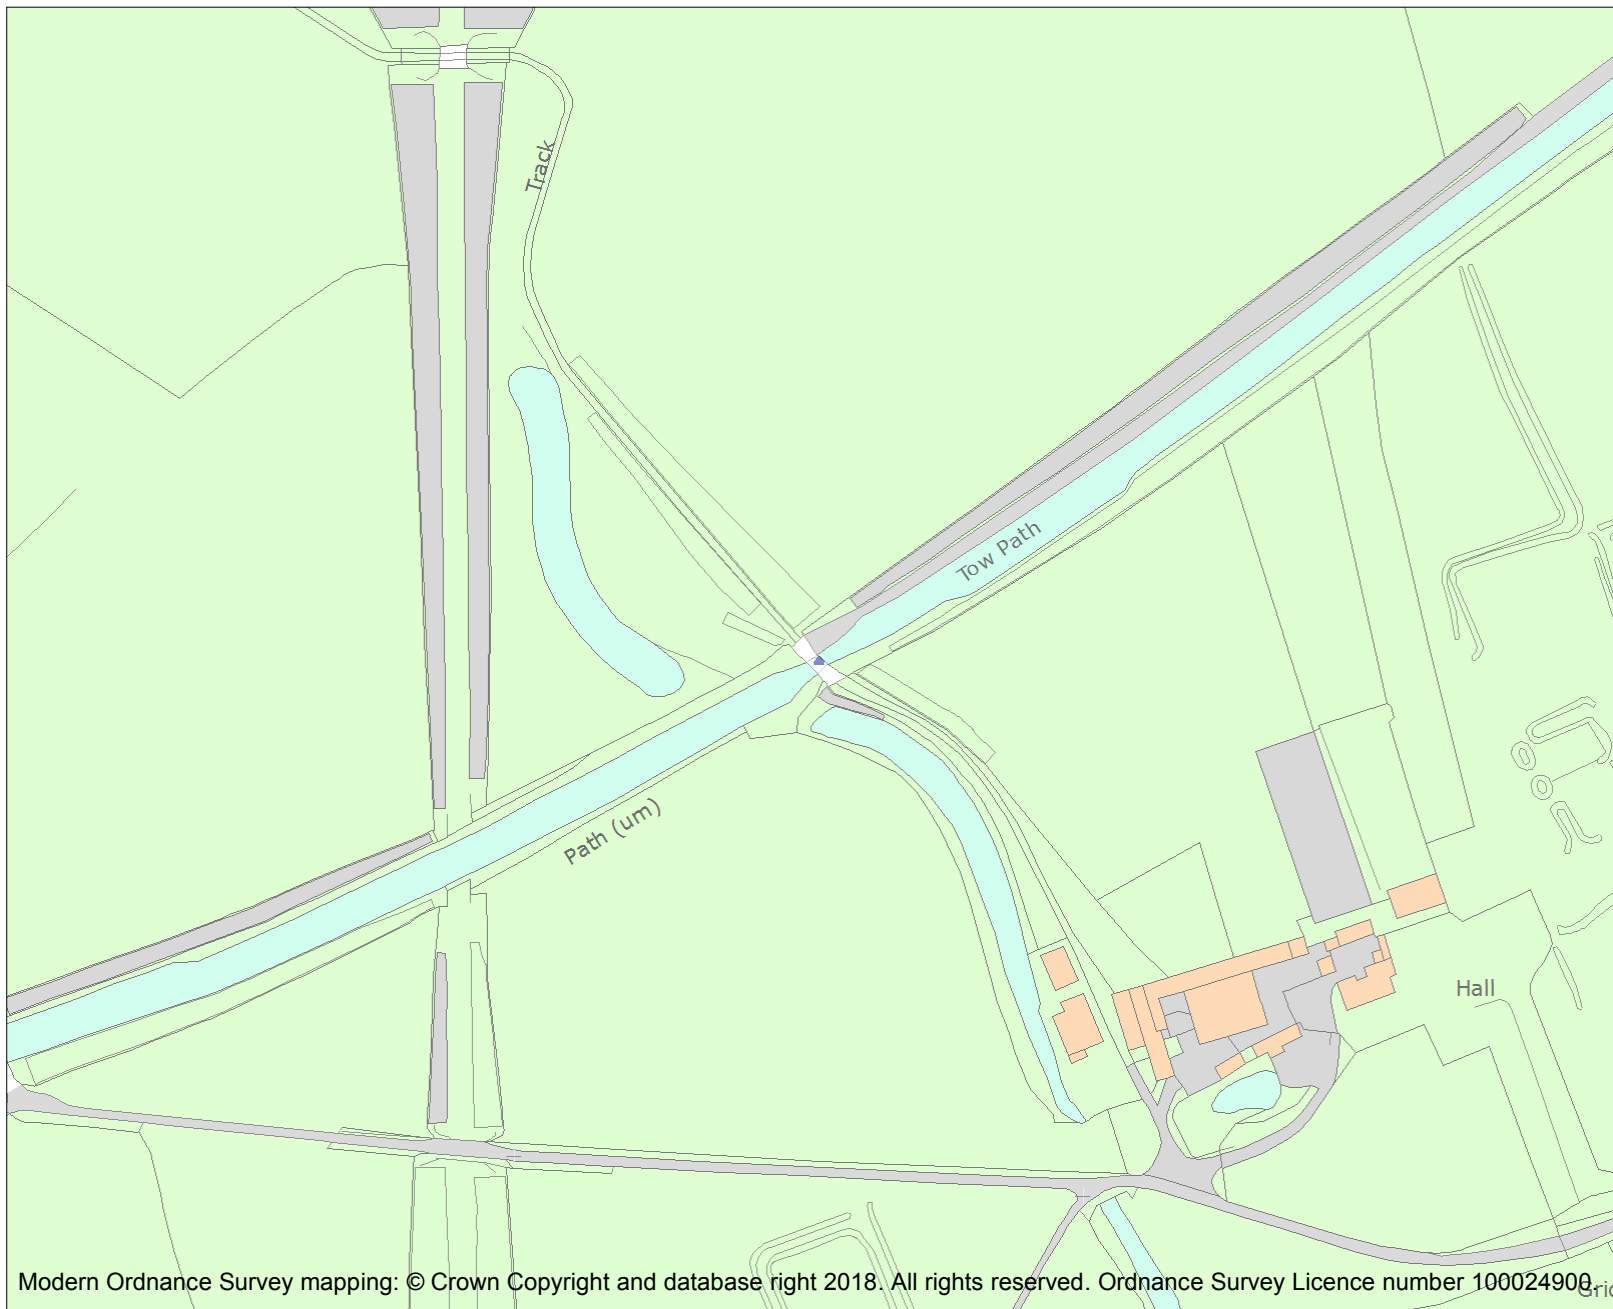 Track
Tow Path
Path (um)
Hall
Modern Ordnance Survey mapping: © Crown Copyright and database right 2018. All rights reserved. Ordnance Survey Licence number 100024900.